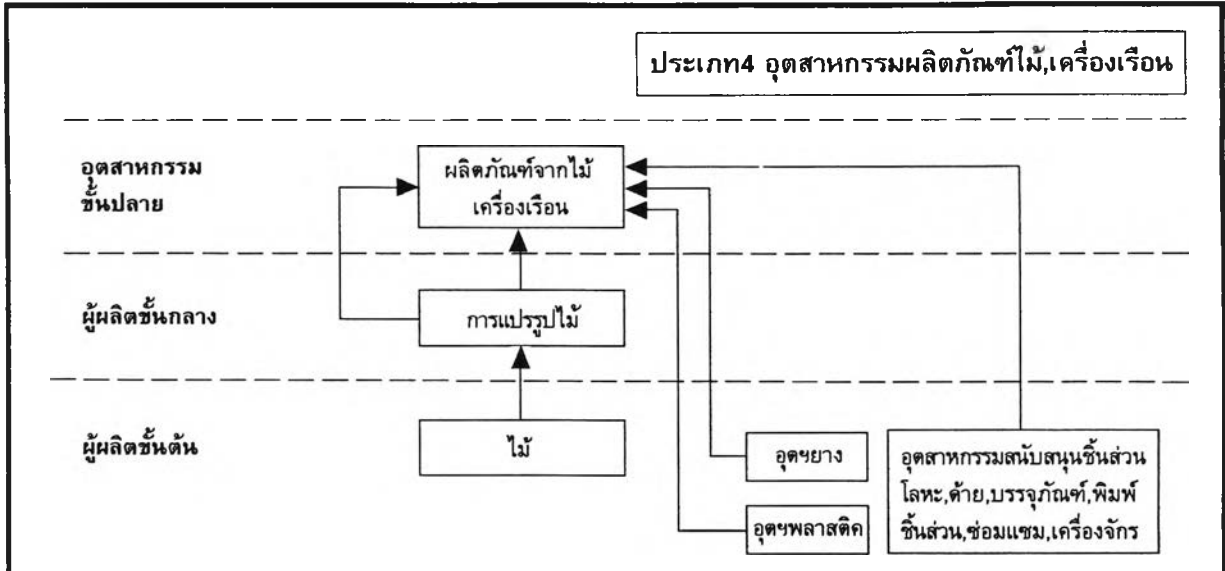 ประเภท4 อุตสาหกรรมผลิตภัณฑ์ไม้,เครื่องเรือน
อุตสาหกรรม
ขั้นปลาย
ผลิตภัณฑ์จากไม้
เครื่องเรือน
ผู้ผลิตขั้นกลาง
การแปรรูปไม้
ผู้ผลิตขั้นต้น
ไม้
อุตฯยาง
อุตฯพลาสติค
อุตสาหกรรมสนับสนุนชิ้นส่วน
โลหะ,ด้าย,บรรจุภัณฑ์,พิมพ์
ชิ้นส่วน,ซ่อมแซม,เครื่องจักร